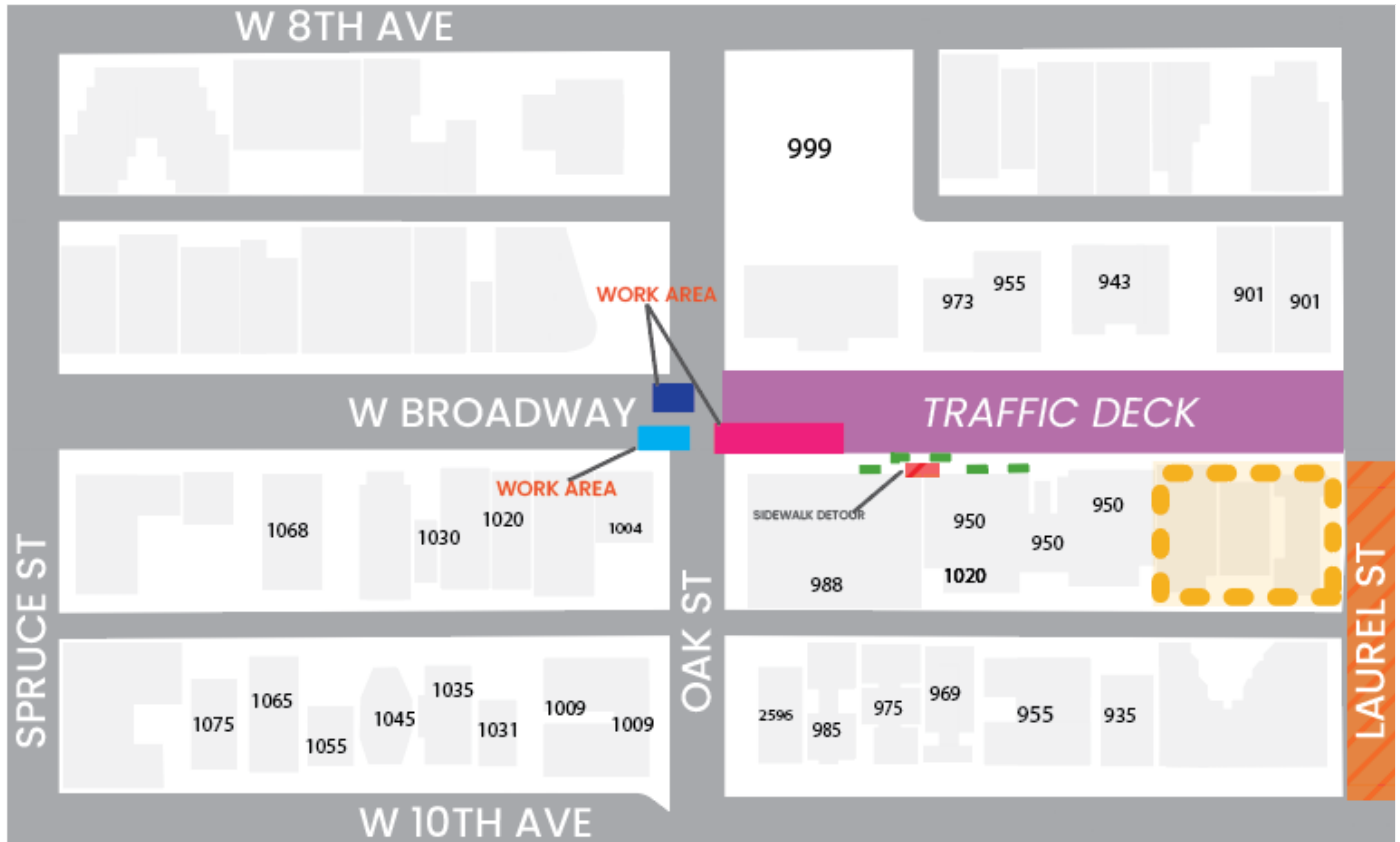 W 8TH AVE
999
WORK AREA
973
955
943
901
901
W BROADWAY
TRAFFIC DECK
WORK AREA
SIDEWALK DETOUR
1068
1030
1020
1004
988
950
1020
950
950
SPRUCE ST
OAK ST
LAUREL ST
1075
1065
1055
1045
1035
1031
1009
1009
2596
985
975
969
955
935
W 10TH AVE